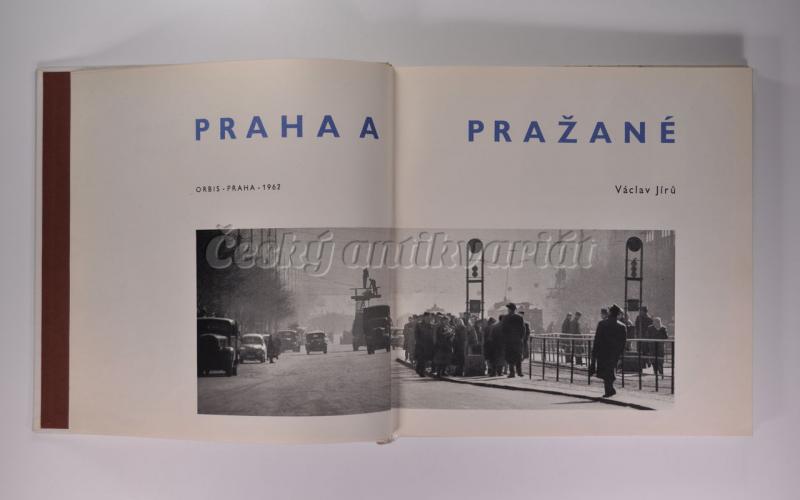 PRAHA A PRAŽANÉ
ORBIS - PRAHA - 1962
Václav Jírů
Český antikvariát